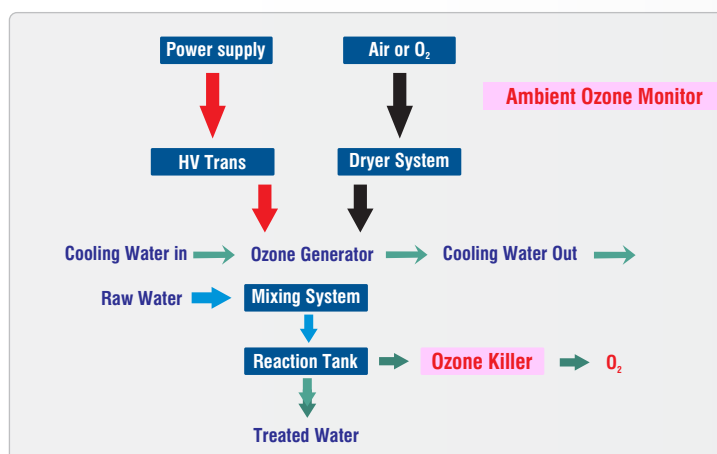 Power supply
Air or O₂
Ambient Ozone Monitor
HV Trans
Dryer System
Cooling Water in
Ozone Generator
Cooling Water Out
Raw Water
Mixing System
Reaction Tank
Ozone Killer
O₂
Treated Water